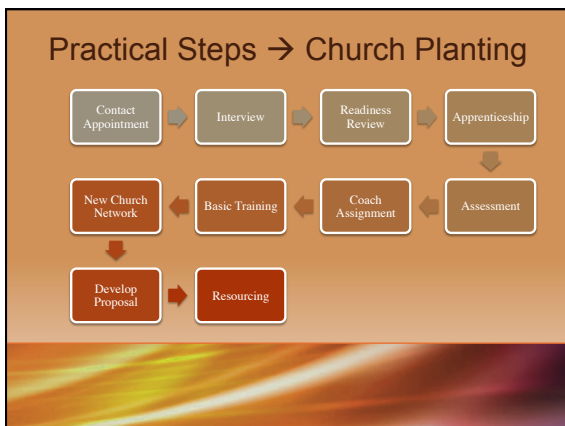 Practical Steps → Church Planting
Contact
Appointment
Interview
Readiness
Review
Apprenticeship
Assessment
Coach
Assignment
Basic Training
New Church
Network
Develop
Proposal
Resourcing